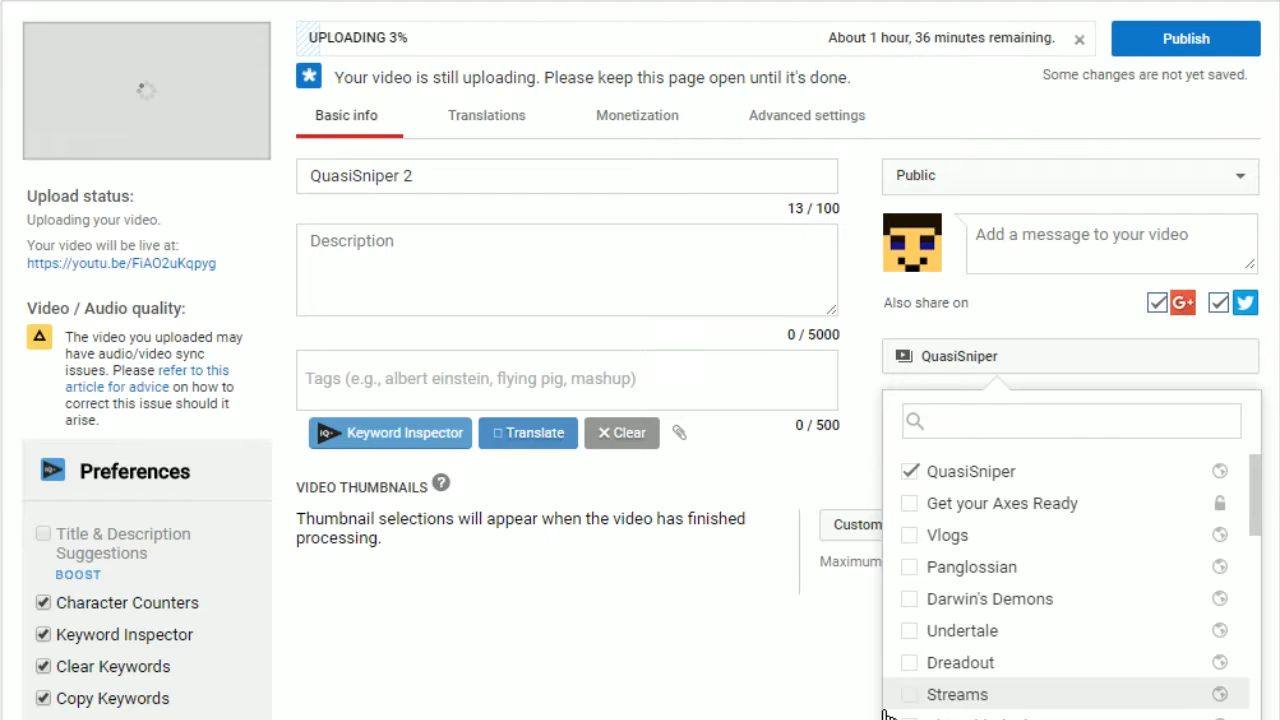 UPLOADING 3%
About 1 hour, 36 minutes remaining.
Publish
Your video is still uploading. Please keep this page open until it's done.
Some changes are not yet saved.
Basic info
Translations
Monetization
Advanced settings
Upload status:
Uploading your video.
Your video will be live at:
https://youtu.be/FiAO2uKqpyg
Video / Audio quality:
The video you uploaded may
have audio/video sync
issues. Please refer to this
article for advice on how to
correct this issue should it
arise.
Preferences
Title & Description
Suggestions
BOOST
Character Counters
Keyword Inspector
Clear Keywords
Copy Keywords
QuasiSniper 2
13 / 100
Description
0 / 5000
Tags (e.g., albert einstein, flying pig, mashup)
Keyword Inspector
Translate
Clear
0 / 500
VIDEO THUMBNAILS ?
Thumbnail selections will appear when the video has finished
processing.
Custom
Maximum
Public
Add a message to your video
Also share on
G+
QuasiSniper
QuasiSniper
Get your Axes Ready
Vlogs
Panglossian
Darwin's Demons
Undertale
Dreadout
Streams